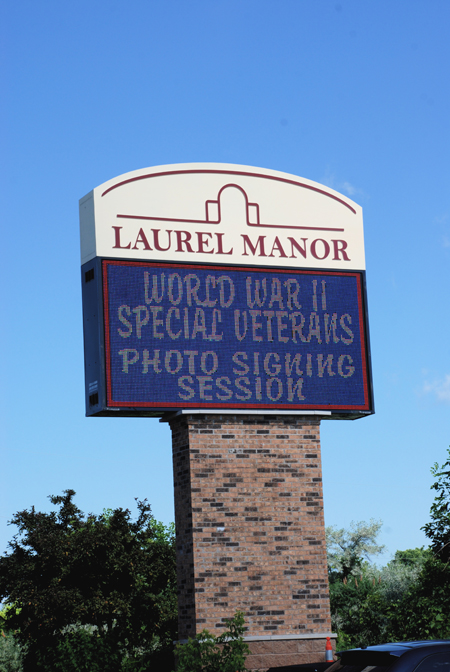 LAUREL MANOR
WORLD WAR II
SPECIAL VETERANS
PHOTO SIGNING
SESSION